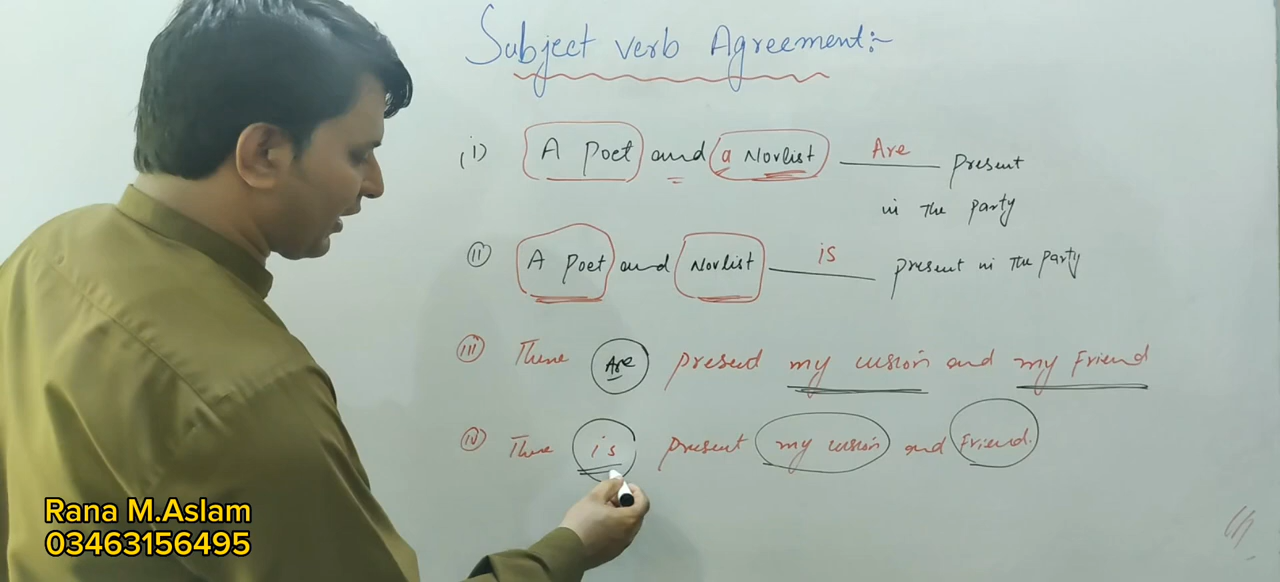 Subject verb Agreement:-
(i) A Poet and a Novlist Are present
in The party
(ii) A Poet and Novlist is present in The party
(iii) There Are present my cusion and my Friend
(iv) There is present my cusion and Friend.
Rana M.Aslam
03463156495